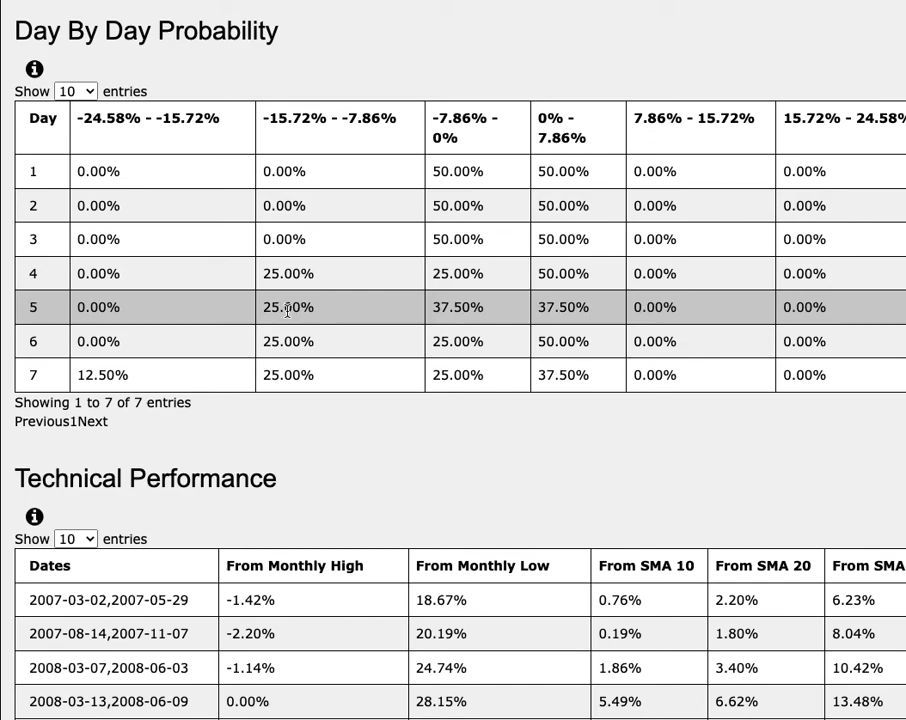 Day By Day Probability
Show 10 entries
Day -24.58% - -15.72% -15.72% - -7.86% -7.86% - 0% 0% - 7.86% 7.86% - 15.72% 15.72% - 24.58%
1 0.00% 0.00% 50.00% 50.00% 0.00% 0.00%
2 0.00% 0.00% 50.00% 50.00% 0.00% 0.00%
3 0.00% 0.00% 50.00% 50.00% 0.00% 0.00%
4 0.00% 25.00% 25.00% 50.00% 0.00% 0.00%
5 0.00% 25.00% 37.50% 37.50% 0.00% 0.00%
6 0.00% 25.00% 25.00% 50.00% 0.00% 0.00%
7 12.50% 25.00% 25.00% 37.50% 0.00% 0.00%
Showing 1 to 7 of 7 entries
Previous1Next
Technical Performance
Show 10 entries
Dates From Monthly High From Monthly Low From SMA 10 From SMA 20 From SMA
2007-03-02,2007-05-29 -1.42% 18.67% 0.76% 2.20% 6.23%
2007-08-14,2007-11-07 -2.20% 20.19% 0.19% 1.80% 8.04%
2008-03-07,2008-06-03 -1.14% 24.74% 1.86% 3.40% 10.42%
2008-03-13,2008-06-09 0.00% 28.15% 5.49% 6.62% 13.48%